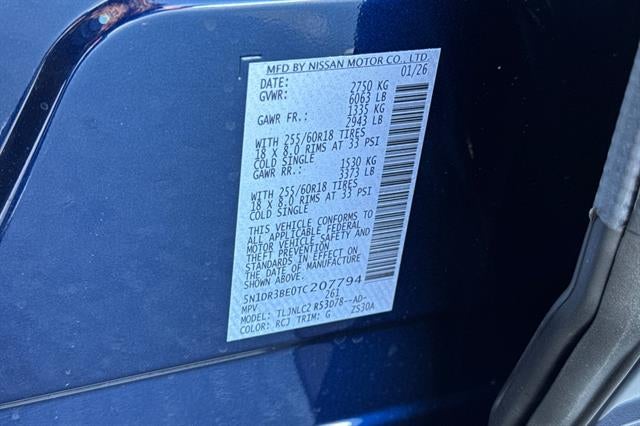 MFD BY NISSAN MOTOR CO., LTD.
DATE: 01/26
GVWR: 2750 KG
6063 LB
GAWR FR.: 1335 KG
2943 LB
WITH 255/60R18 TIRES
18 X 8.0 RIMS AT 33 PSI
COLD SINGLE
GAWR RR.: 1530 KG
3373 LB
WITH 255/60R18 TIRES
18 X 8.0 RIMS AT 33 PSI
COLD SINGLE
THIS VEHICLE CONFORMS TO
ALL APPLICABLE FEDERAL
MOTOR VEHICLE SAFETY AND
THEFT PREVENTION
STANDARDS IN EFFECT ON
THE DATE OF MANUFACTURE
SHOWN ABOVE.
5N1DR3BE0TC207794
MPV 261
MODEL: TLJNLC2 R53D78--AD-
COLOR: RCJ TRIM: G ZS30A